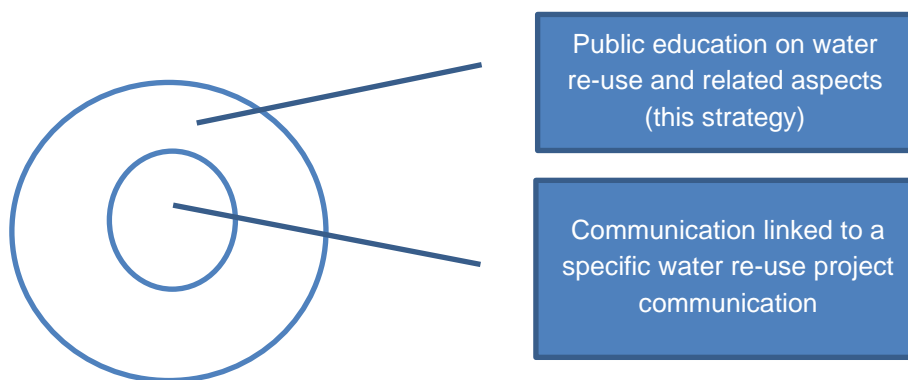 Public education on water
re-use and related aspects
(this strategy)
Communication linked to a
specific water re-use project
communication